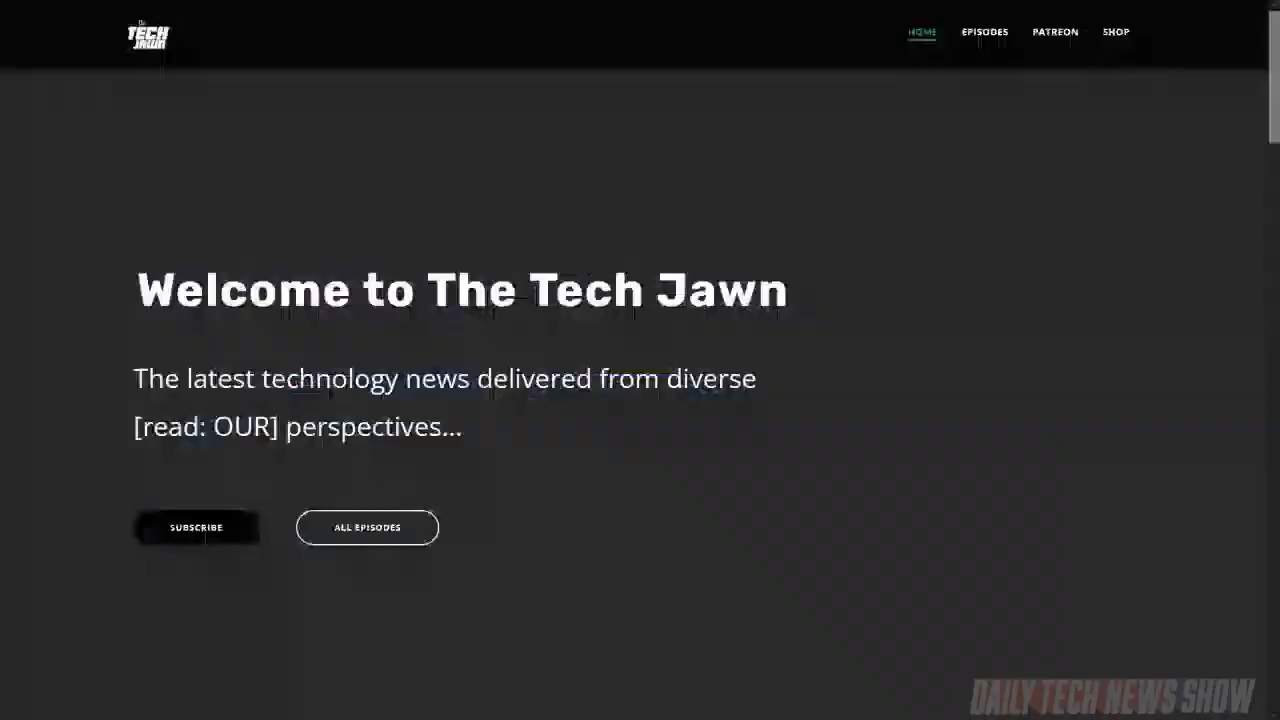 The
TECH
JAWN
HOME EPISODES PATREON SHOP
Welcome to The Tech Jawn
The latest technology news delivered from diverse
[read: OUR] perspectives...
SUBSCRIBE ALL EPISODES
DAILY TECH NEWS SHOW